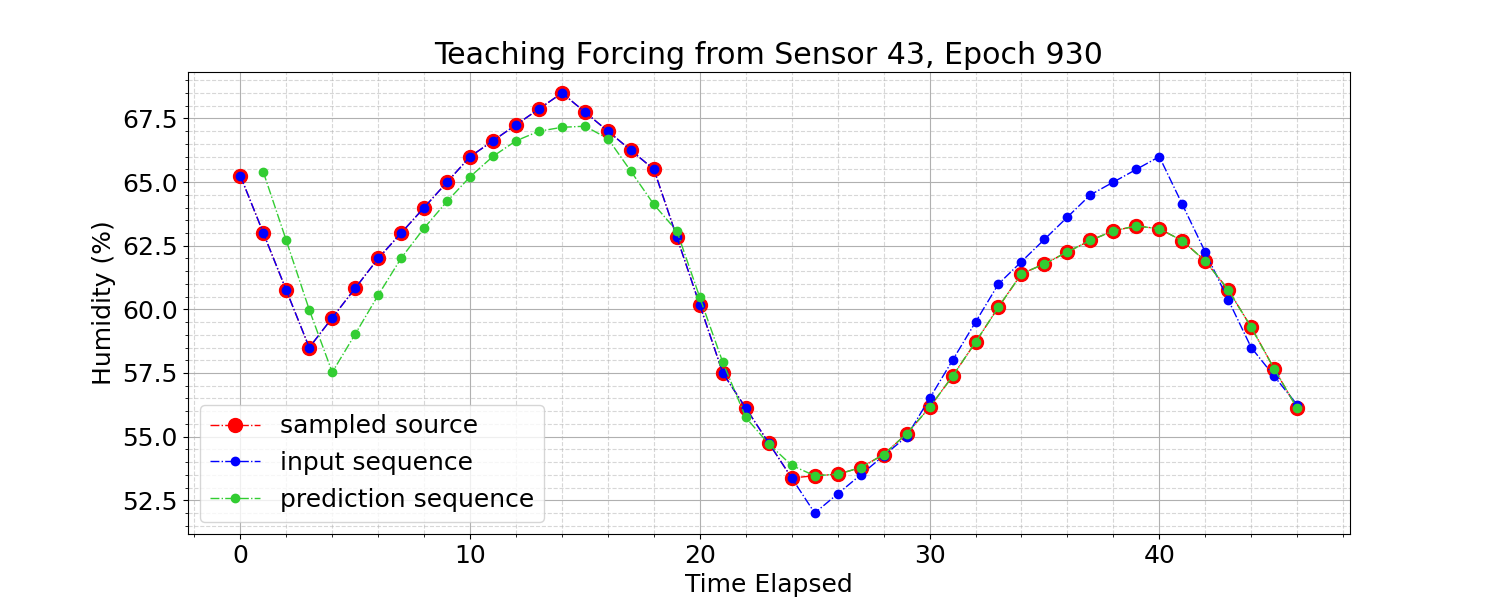 Teaching Forcing from Sensor 43, Epoch 930
Humidity (%)
67.5
65.0
62.5
60.0
57.5
55.0
52.5
sampled source
input sequence
prediction sequence
0 10 20 30 40
Time Elapsed